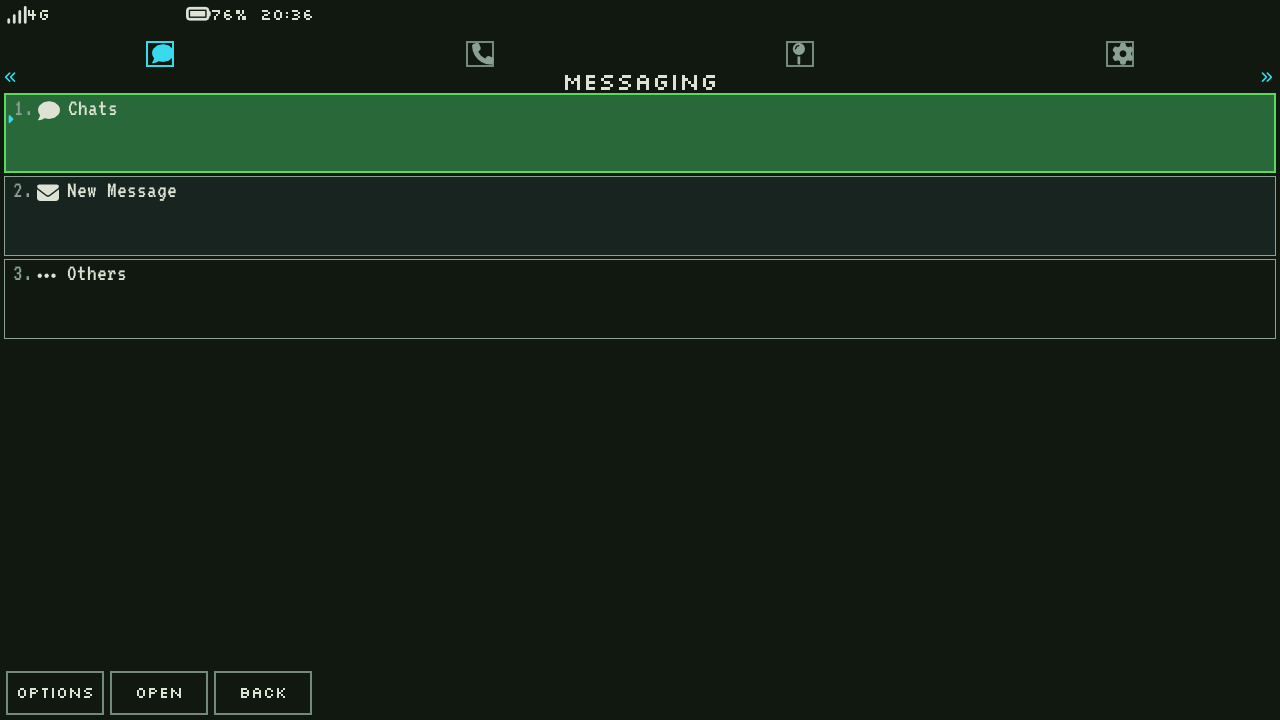 4G 76% 20:36
« MESSAGING »
1. Chats
2. New Message
3. Others
OPTIONS OPEN BACK